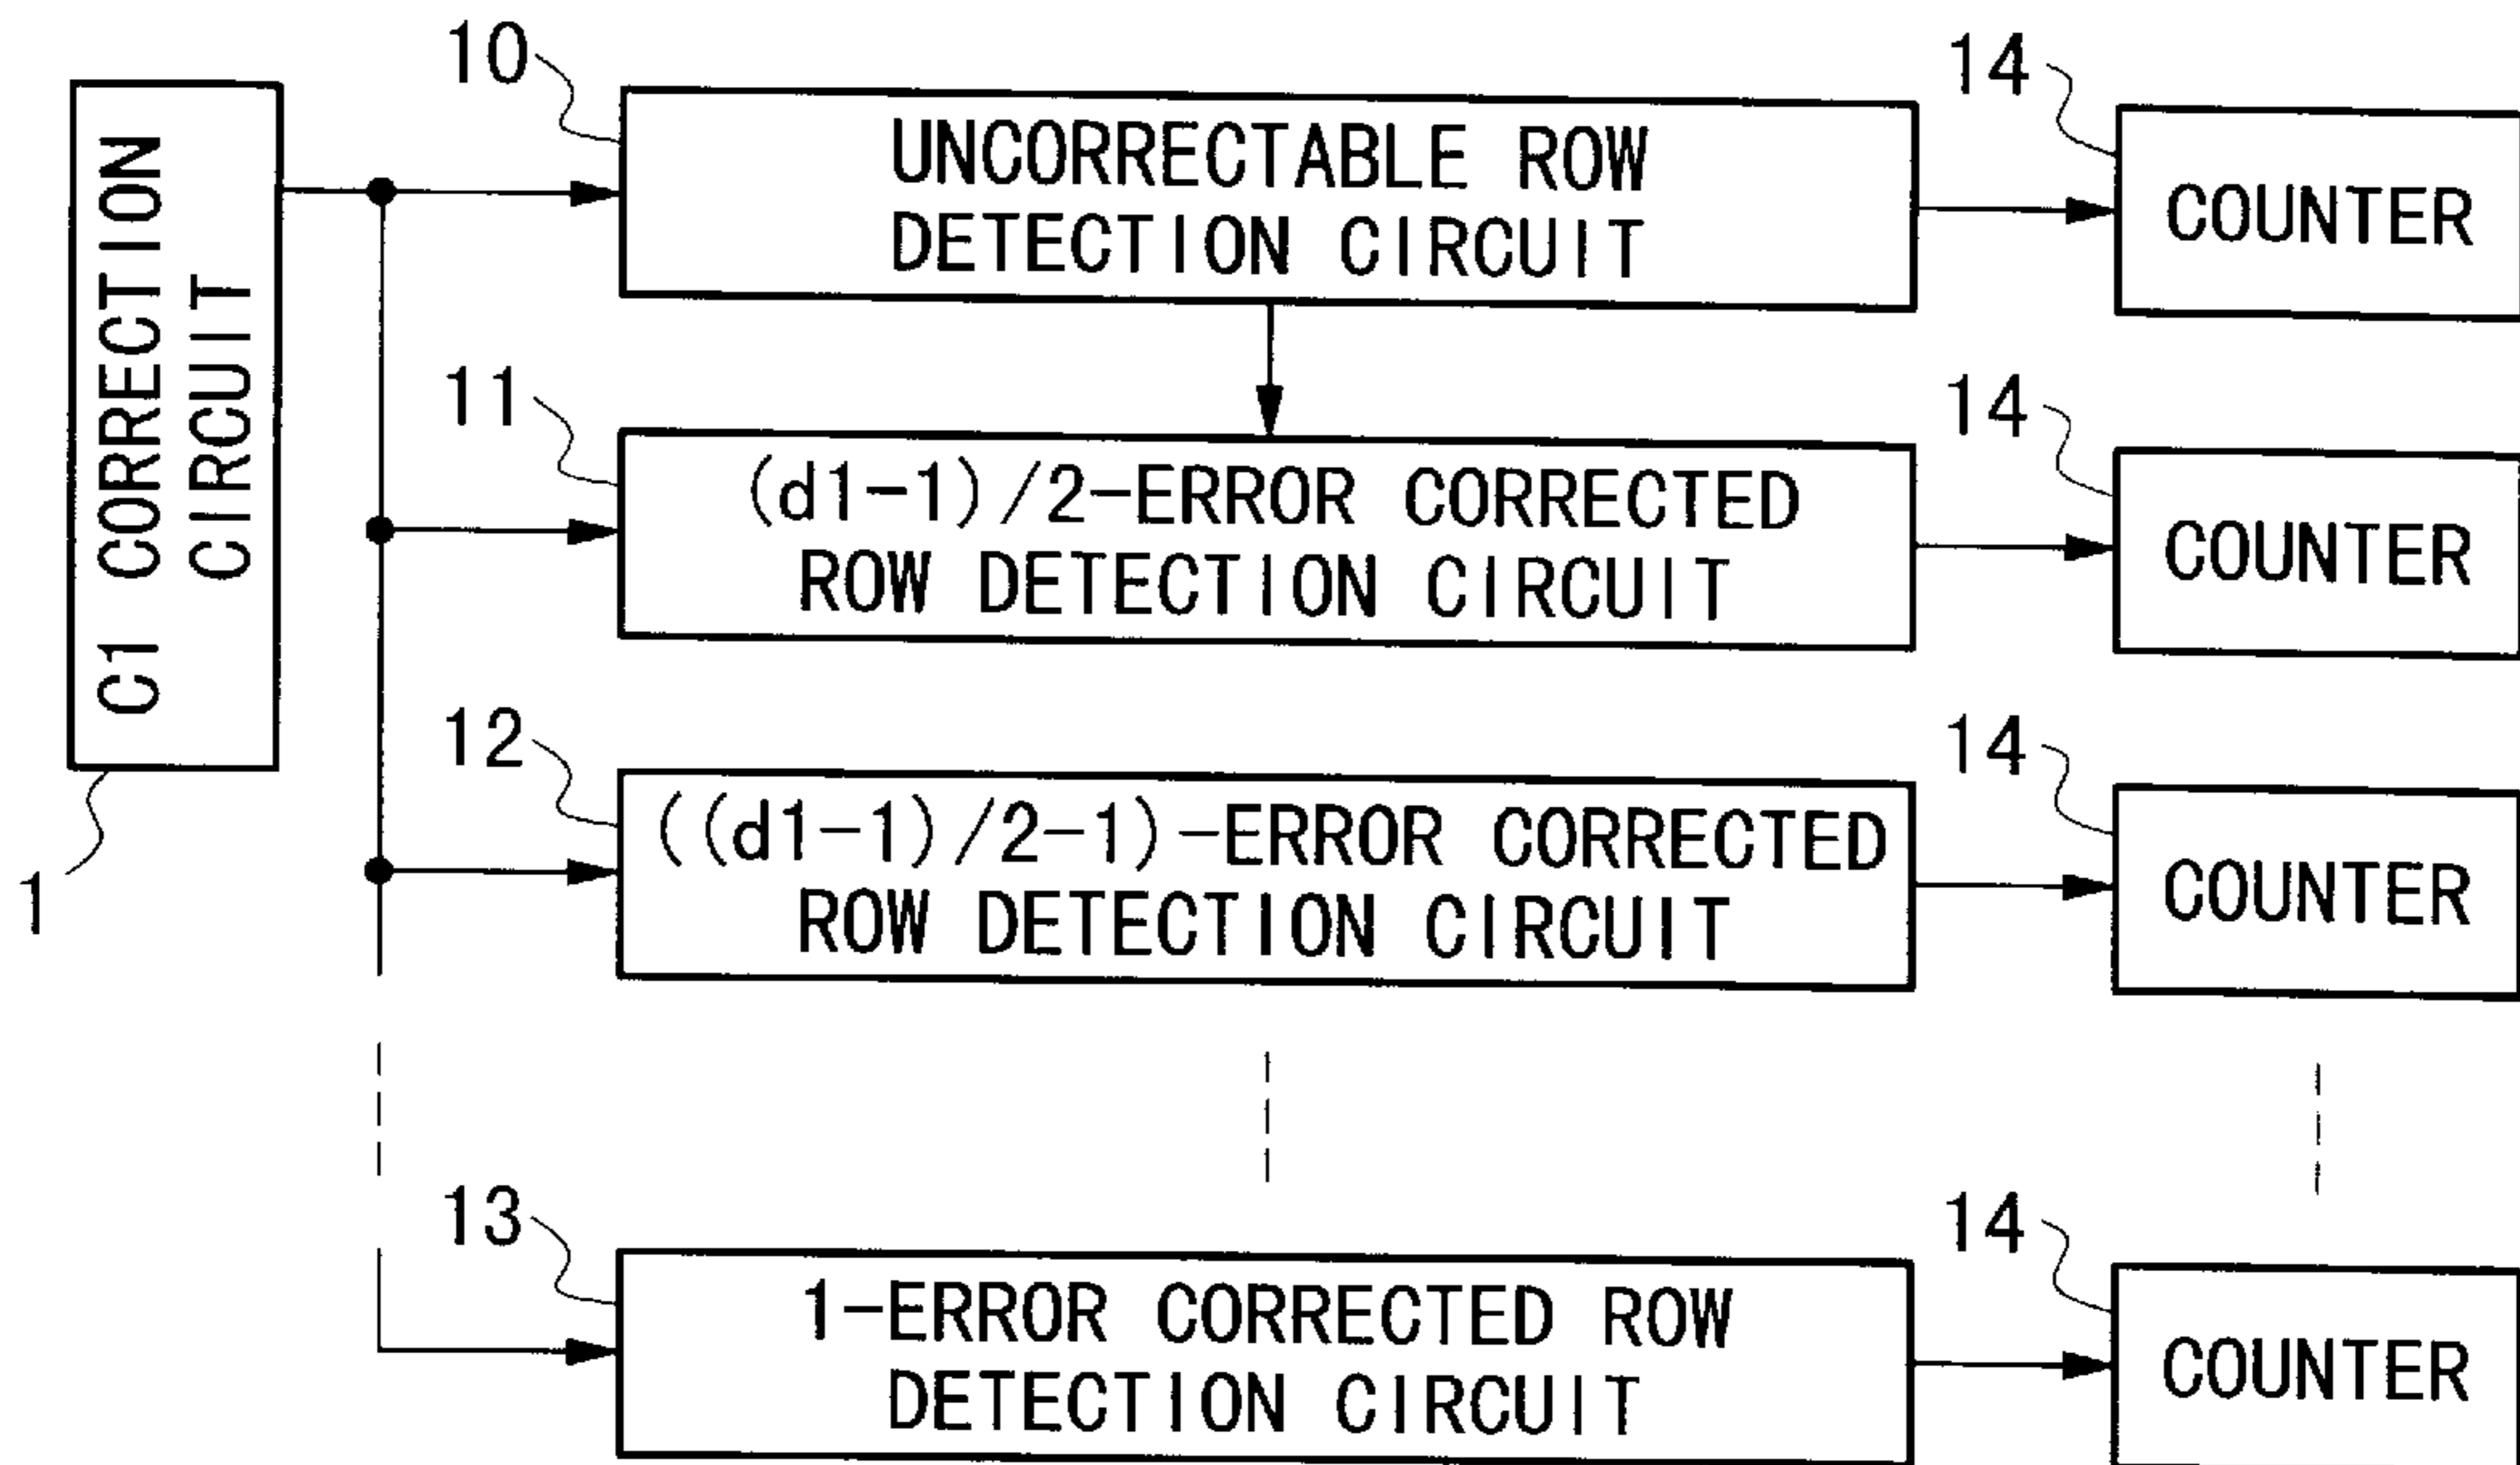 C1 CORRECTION
CIRCUIT
1
10
UNCORRECTABLE ROW
DETECTION CIRCUIT
14
COUNTER
11
(d1-1)/2-ERROR CORRECTED
ROW DETECTION CIRCUIT
14
COUNTER
12
((d1-1)/2-1)-ERROR CORRECTED
ROW DETECTION CIRCUIT
14
COUNTER
13
1-ERROR CORRECTED ROW
DETECTION CIRCUIT
14
COUNTER